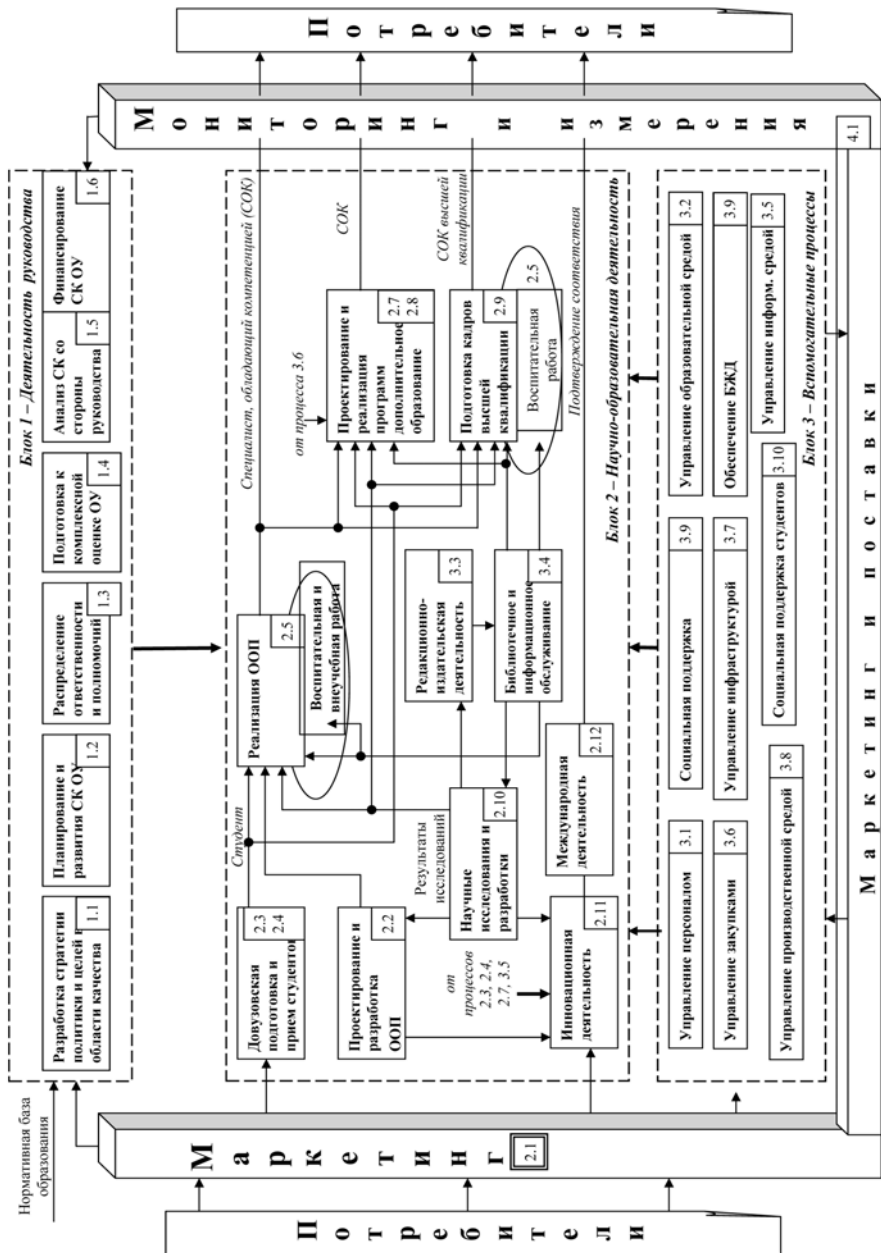 Потребители
Нормативная база
образования
Маркетинг
2.1
Блок 1 – Деятельность руководства
Разработка стратегии
политики и целей в
области качества
1.1
Планирование и
развития СК ОУ
1.2
Распределение
ответственности
и полномочий
1.3
Подготовка к
комплексной
оценке ОУ
1.4
Анализ СК со
стороны
руководства
1.5
Финансирование
СК ОУ
1.6
Довузовская
подготовка и
прием студентов
2.3
2.4
Студент
Реализация ООП
2.5
Воспитательная и
внеучебная работа
Специалист, обладающий компетенцией (СОК)
Проектирование и
разработка
ООП
2.2
Результаты
исследований
от процесса 3.6
Проектирование и
реализация
программ
дополнительное
образование
2.7
2.8
СОК
Научные
исследования и
разработки
2.10
Редакционно-
издательская
деятельность
3.3
Библиотечное и
информационное
обслуживание
3.4
Подготовка кадров
высшей
квалификации
2.9
Воспитательная
работа
2.5
СОК высшей
квалификации
от
процессов
2.3, 2.4,
2.7, 3.5
Инновационная
деятельность
2.11
Международная
деятельность
2.12
Подтверждение соответствия
Блок 2 – Научно-образовательная деятельность
Управление персоналом
3.1
Социальная поддержка
3.9
Управление образовательной средой
3.2
Управление закупками
3.6
Управление инфраструктурой
3.7
Обеспечение БЖД
3.9
Управление производственной средой
3.8
Социальная поддержка студентов
3.10
Управление информ. средой
3.5
Блок 3 – Вспомогательные процессы
Маркетинг и поставки
Мониторинг и измерения
4.1
Потребители